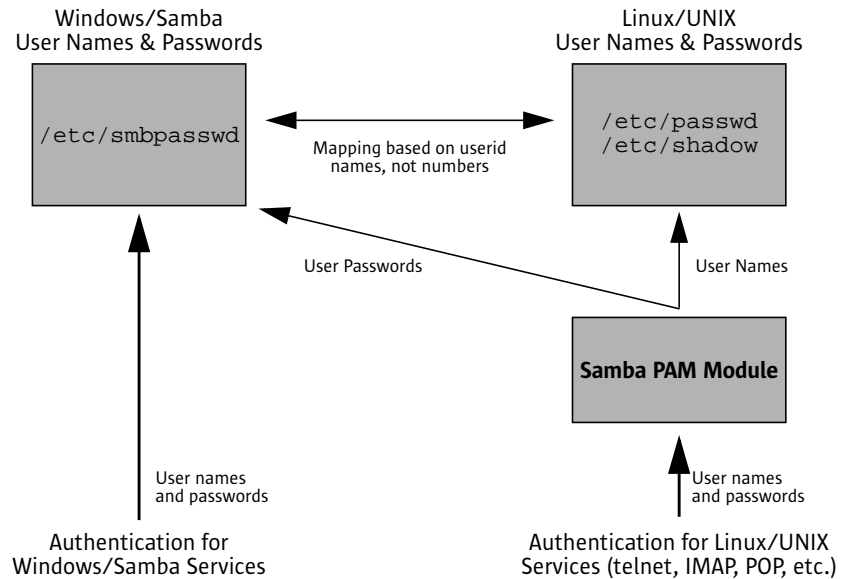 Windows/Samba
User Names & Passwords
Linux/UNIX
User Names & Passwords
/etc/smbpasswd
Mapping based on userid
names, not numbers
/etc/passwd
/etc/shadow
User Passwords
User Names
Samba PAM Module
User names
and passwords
User names
and passwords
Authentication for
Windows/Samba Services
Authentication for Linux/UNIX
Services (telnet, IMAP, POP, etc.)